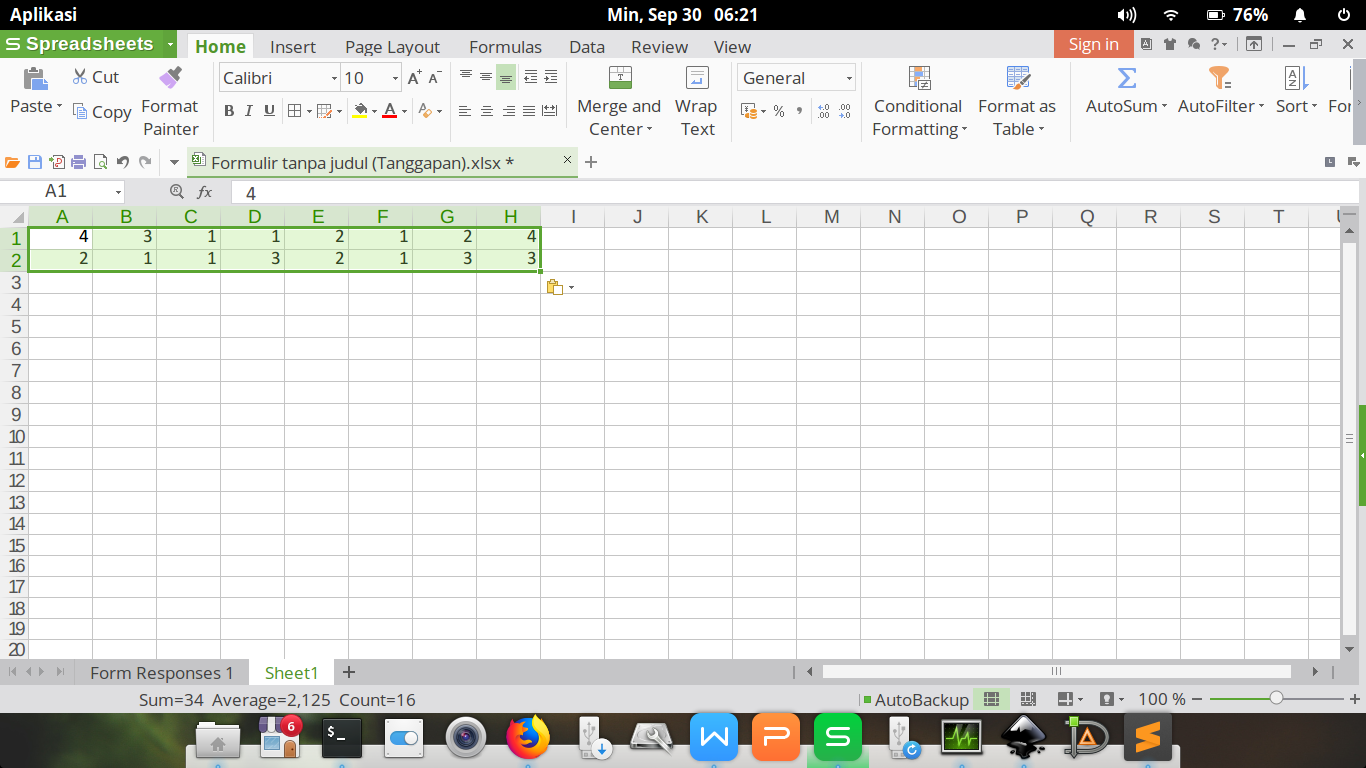 Aplikasi Min, Sep 30 06:21 76%
S Spreadsheets Home Insert Page Layout Formulas Data Review View Sign in
Paste Cut Copy Format Painter
Calibri 10 A+ A-
B I U A
Merge and Center Wrap Text
General
% ,
Conditional Formatting Format as Table
AutoSum AutoFilter Sort For
Formulir tanpa judul (Tanggapan).xlsx *
A1 fx 4
A B C D E F G H I J K L M N O P Q R S T U
1 4 3 1 1 2 1 2 4
2 2 1 1 3 2 1 3 3
3
4
5
6
7
8
9
10
11
12
13
14
15
16
17
18
19
20
Form Responses 1 Sheet1 +
Sum=34 Average=2,125 Count=16 AutoBackup 100 %
6 $_ W P S